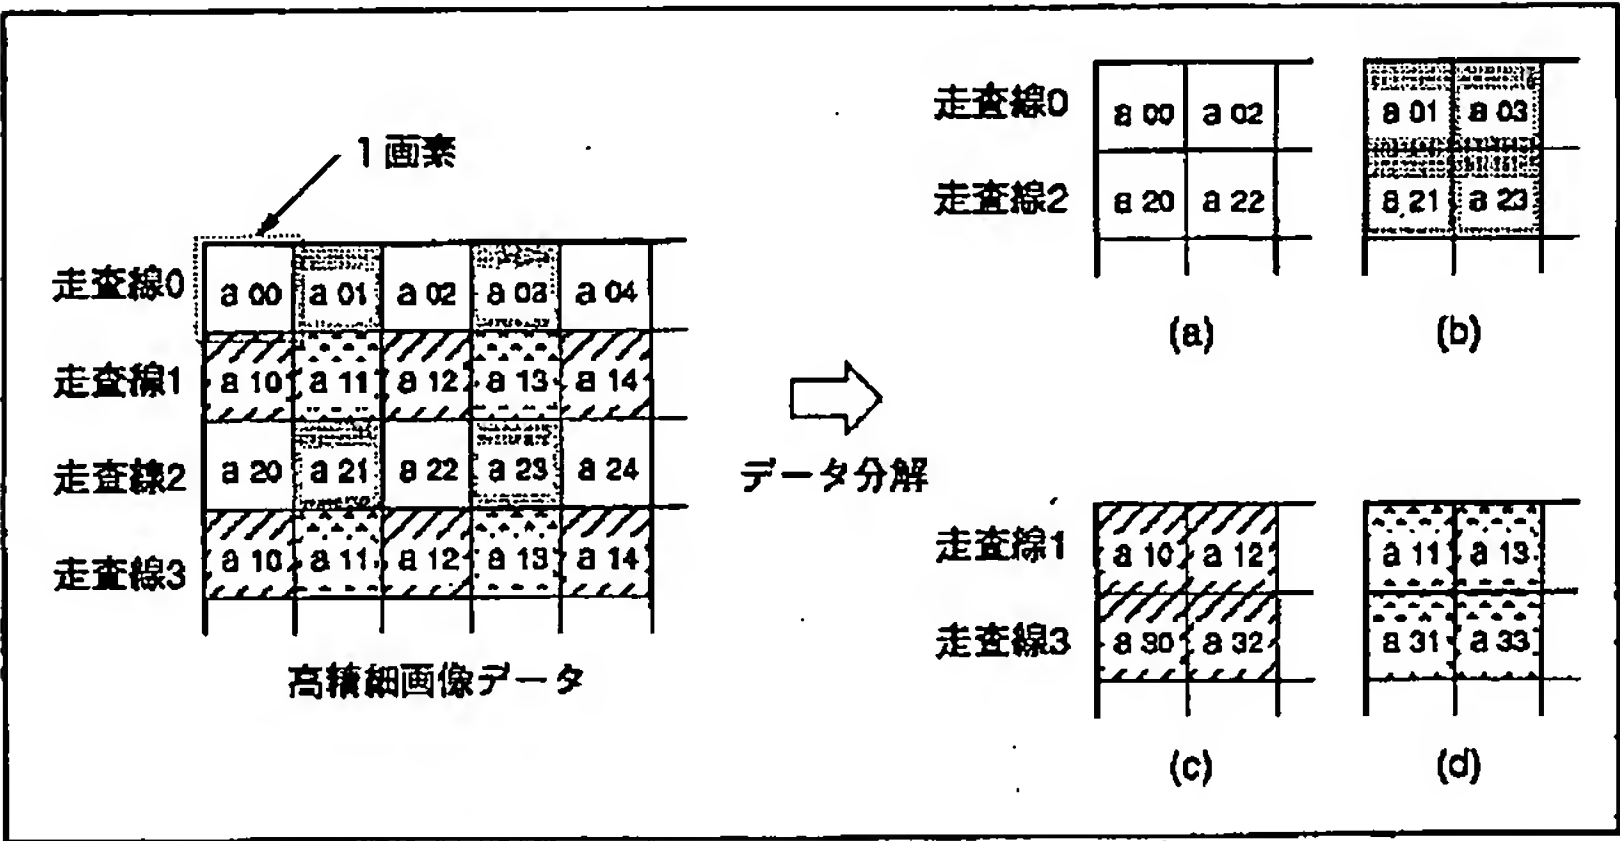 1画素
走査線0 a 00 a 01 a 02 a 03 a 04
走査線1 a 10 a 11 a 12 a 13 a 14
走査線2 a 20 a 21 a 22 a 23 a 24
走査線3 a 10 a 11 a 12 a 13 a 14
高精細画像データ
データ分解
走査線0 a 00 a 02
走査線2 a 20 a 22
(a)
a 01 a 03
a 21 a 23
(b)
走査線1 a 10 a 12
走査線3 a 30 a 32
(c)
a 11 a 13
a 31 a 33
(d)